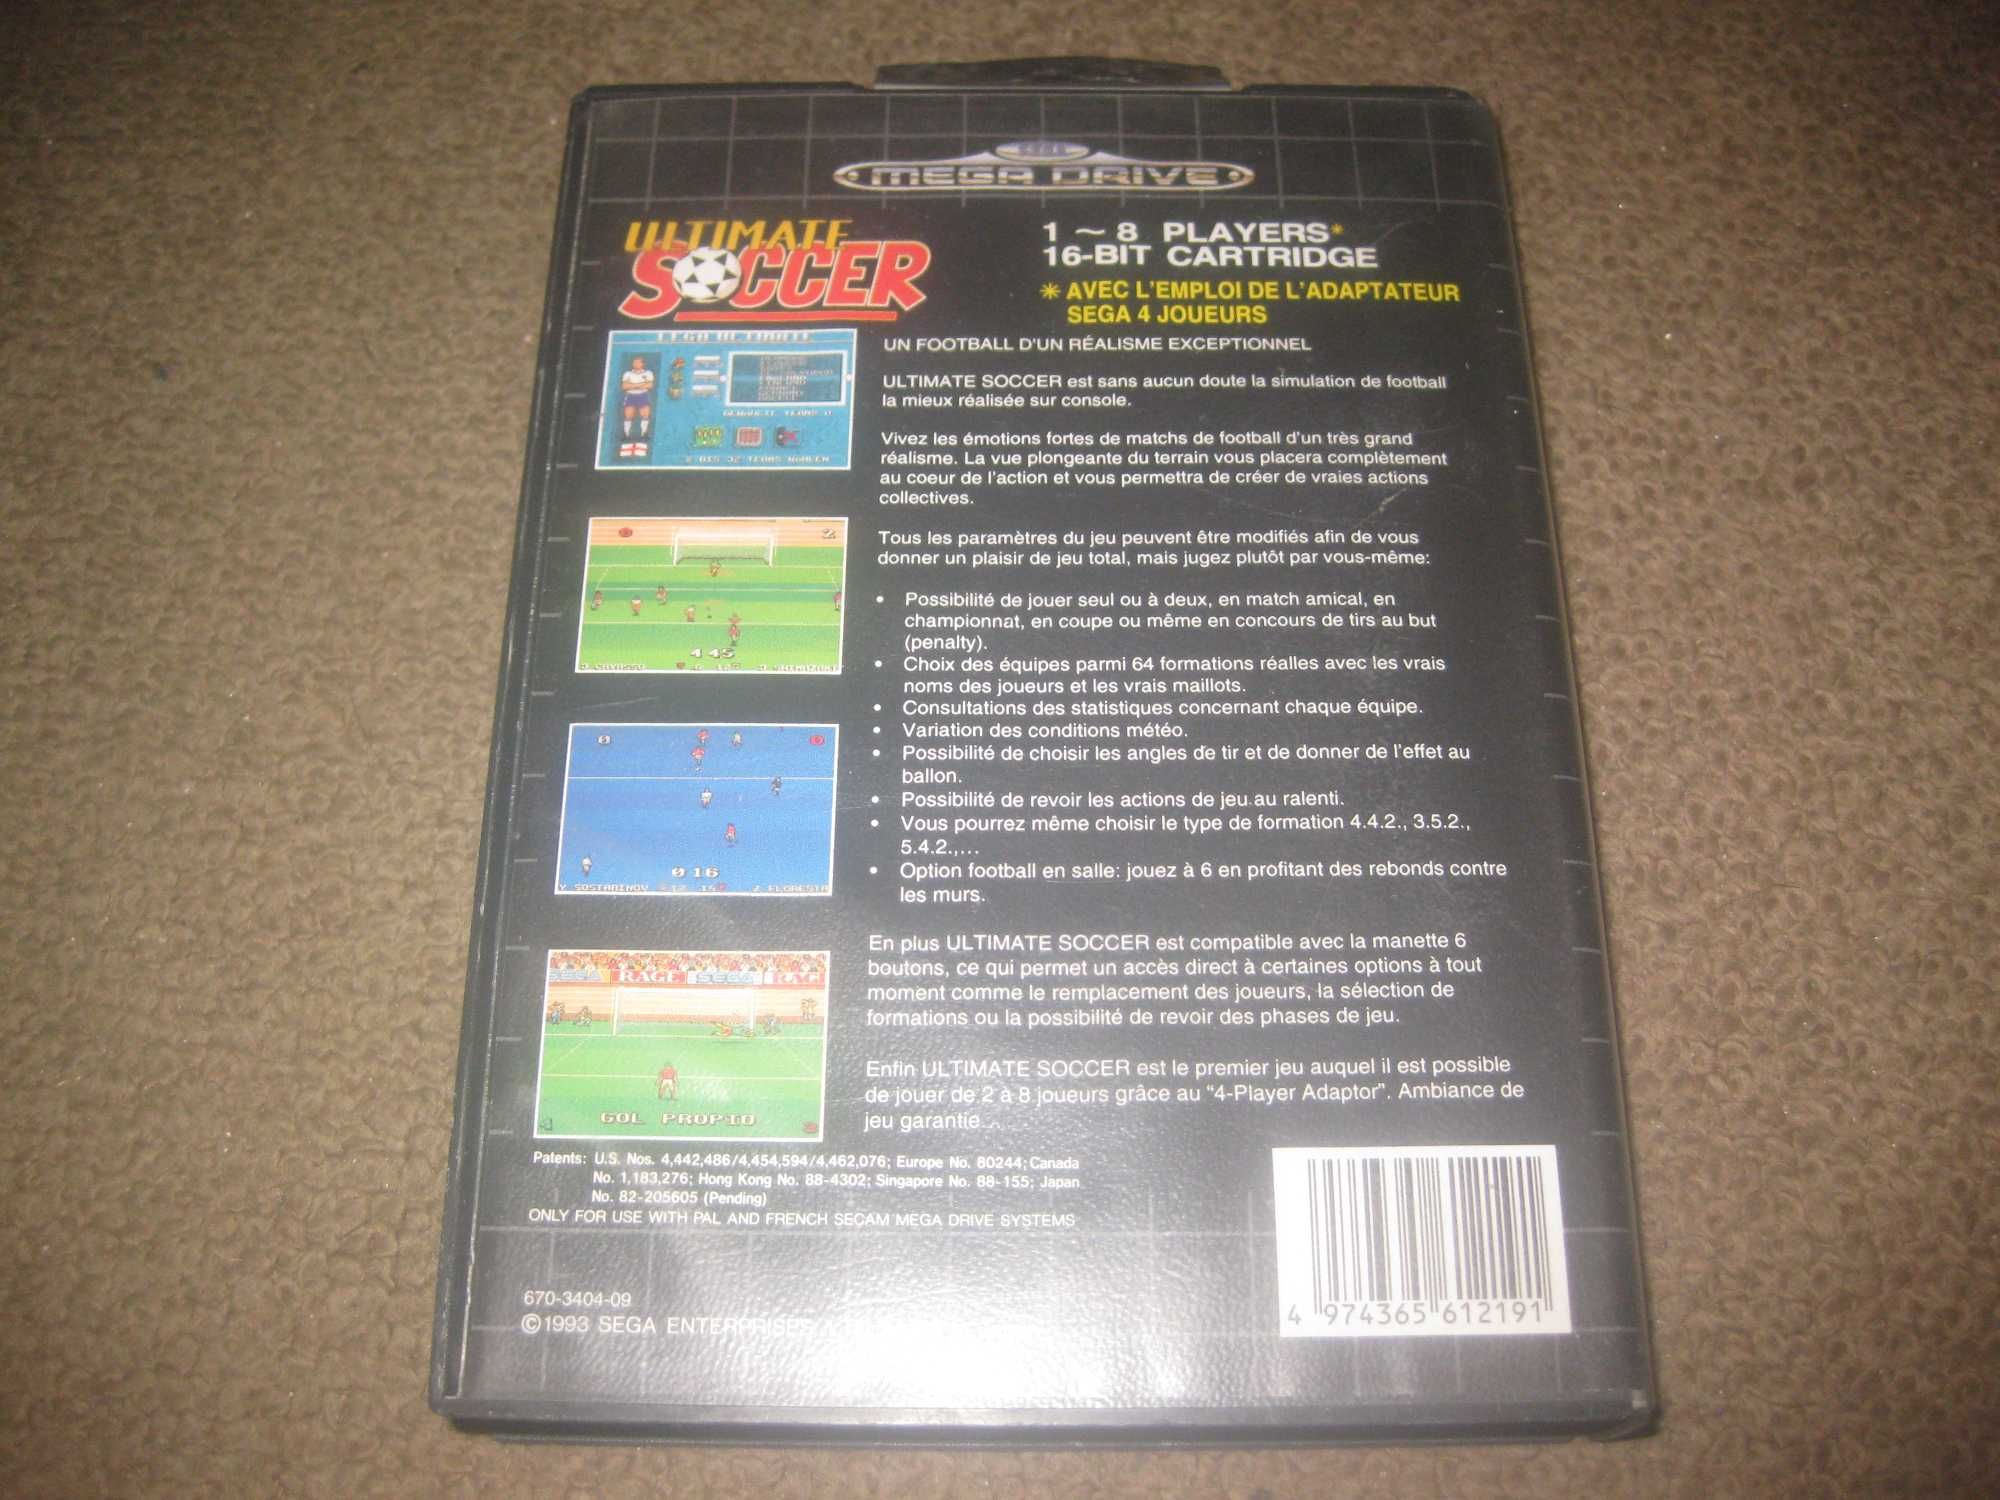 MEGA DRIVE
ULTIMATE
SOCCER
1 ~ 8 PLAYERS*
16-BIT CARTRIDGE
* AVEC L'EMPLOI DE L'ADAPTATEUR
SEGA 4 JOUEURS
UN FOOTBALL D'UN RÉALISME EXCEPTIONNEL
ULTIMATE SOCCER est sans aucun doute la simulation de football
la mieux réalisée sur console.
Vivez les émotions fortes de matchs de football d'un très grand
réalisme. La vue plongeante du terrain vous placera complètement
au coeur de l'action et vous permettra de créer de vraies actions
collectives.
Tous les paramètres du jeu peuvent être modifiés afin de vous
donner un plaisir de jeu total, mais jugez plutôt par vous-même:
• Possibilité de jouer seul ou à deux, en match amical, en
championnat, en coupe ou même en concours de tirs au but
(penalty).
• Choix des équipes parmi 64 formations réalles avec les vrais
noms des joueurs et les vrais maillots.
• Consultations des statistiques concernant chaque équipe.
• Variation des conditions météo.
• Possibilité de choisir les angles de tir et de donner de l'effet au
ballon.
• Possibilité de revoir les actions de jeu au ralenti.
• Vous pourrez même choisir le type de formation 4.4.2., 3.5.2.,
5.4.2.,...
• Option football en salle: jouez à 6 en profitant des rebonds contre
les murs.
En plus ULTIMATE SOCCER est compatible avec la manette 6
boutons, ce qui permet un accès direct à certaines options à tout
moment comme le remplacement des joueurs, la sélection de
formations ou la possibilité de revoir des phases de jeu.
Enfin ULTIMATE SOCCER est le premier jeu auquel il est possible
de jouer de 2 à 8 joueurs grâce au "4-Player Adaptor". Ambiance de
jeu garantie...
2
4 45
0
0
0 16
Y SOSTARINOV
Z FLORESTA
SEGA RAGE SEGA RAGE
GOL PROPIO
Patents: U.S. Nos. 4,442,486/4,454,594/4,462,076; Europe No. 80244; Canada
No. 1,183,276; Hong Kong No. 88-4302; Singapore No. 88-155; Japan
No. 82-205605 (Pending)
ONLY FOR USE WITH PAL AND FRENCH SECAM MEGA DRIVE SYSTEMS
670-3404-09
©1993 SEGA ENTERPRISES
4 974365 612191